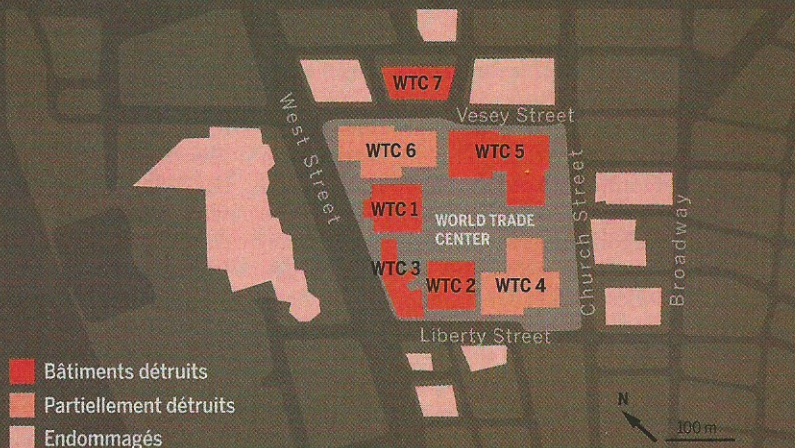 WTC 7
Vesey Street
West Street
WTC 6
WTC 5
WTC 1
WORLD TRADE
CENTER
Church Street
Broadway
WTC 3
WTC 2
WTC 4
Liberty Street
Bâtiments détruits
Partiellement détruits
Endommagés
N
100 m